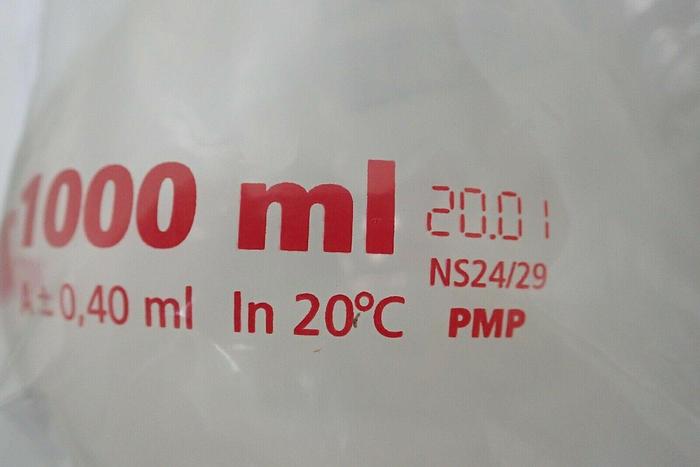 1000 ml 20.01
NS24/29
A ± 0,40 ml In 20°C PMP